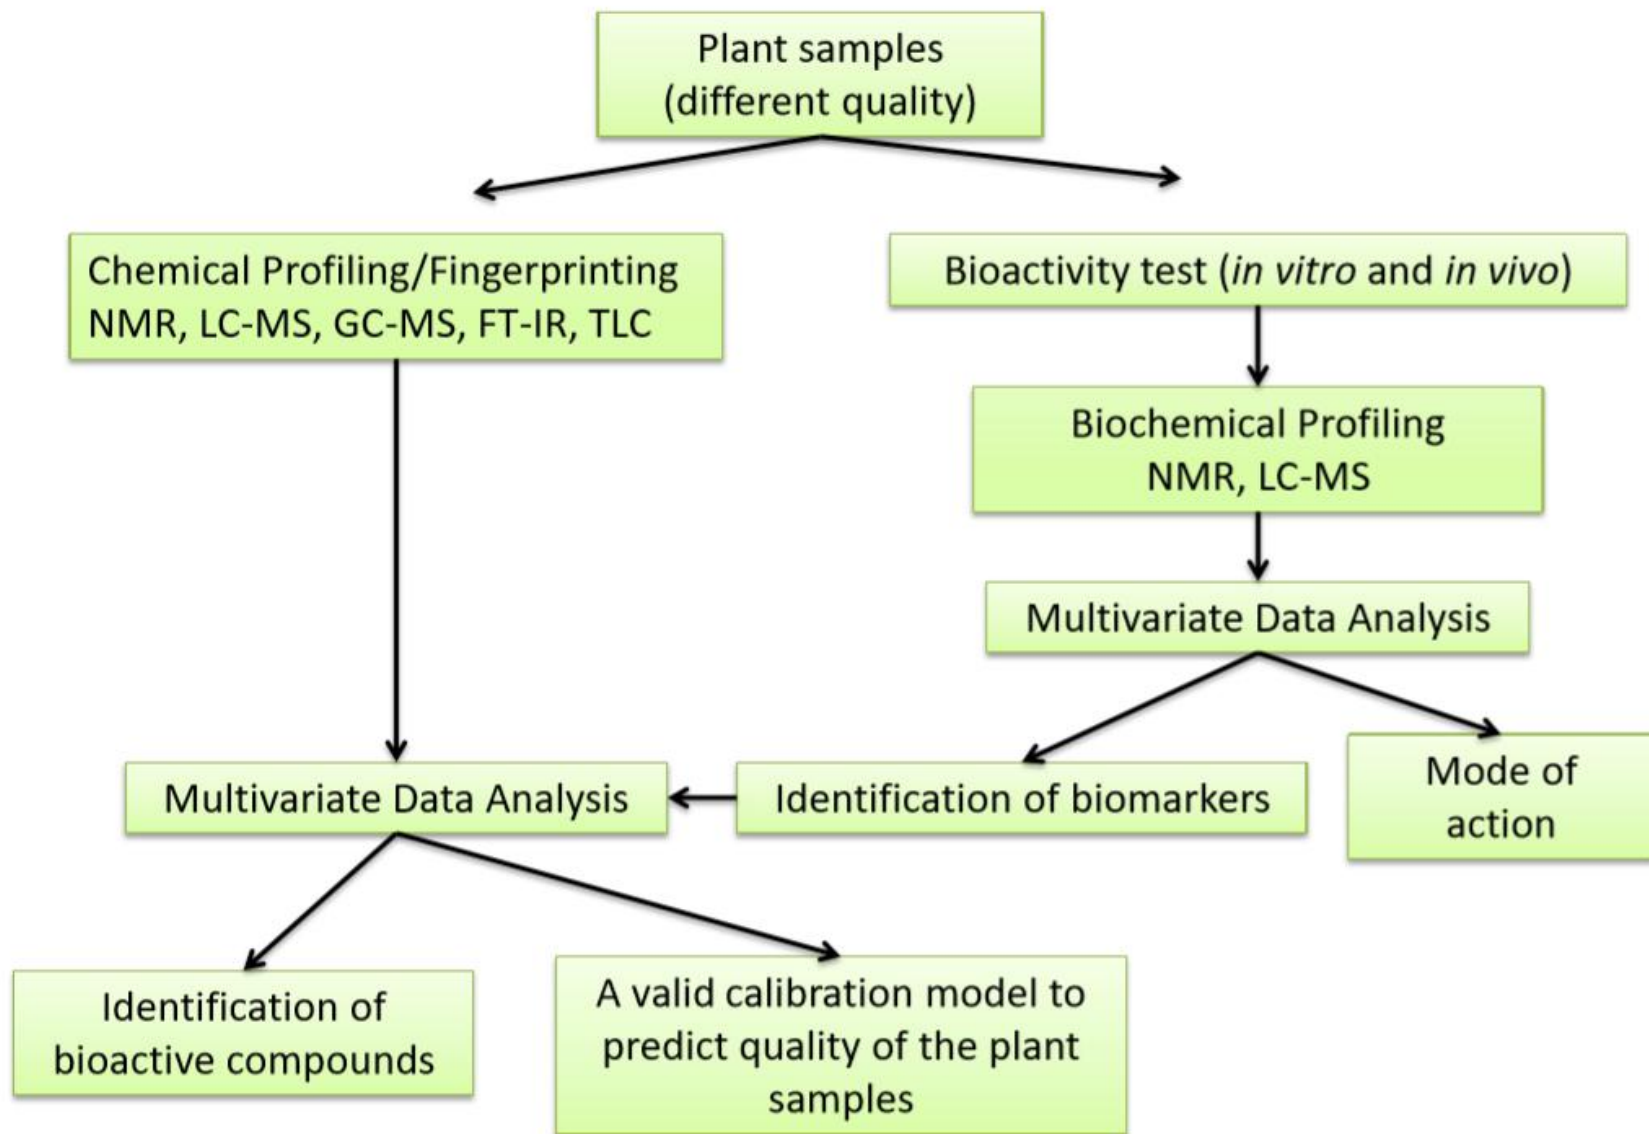 Plant samples
(different quality)
Chemical Profiling/Fingerprinting
NMR, LC-MS, GC-MS, FT-IR, TLC
Bioactivity test (in vitro and in vivo)
Biochemical Profiling
NMR, LC-MS
Multivariate Data Analysis
Multivariate Data Analysis
Identification of biomarkers
Mode of
action
Identification of
bioactive compounds
A valid calibration model to
predict quality of the plant
samples